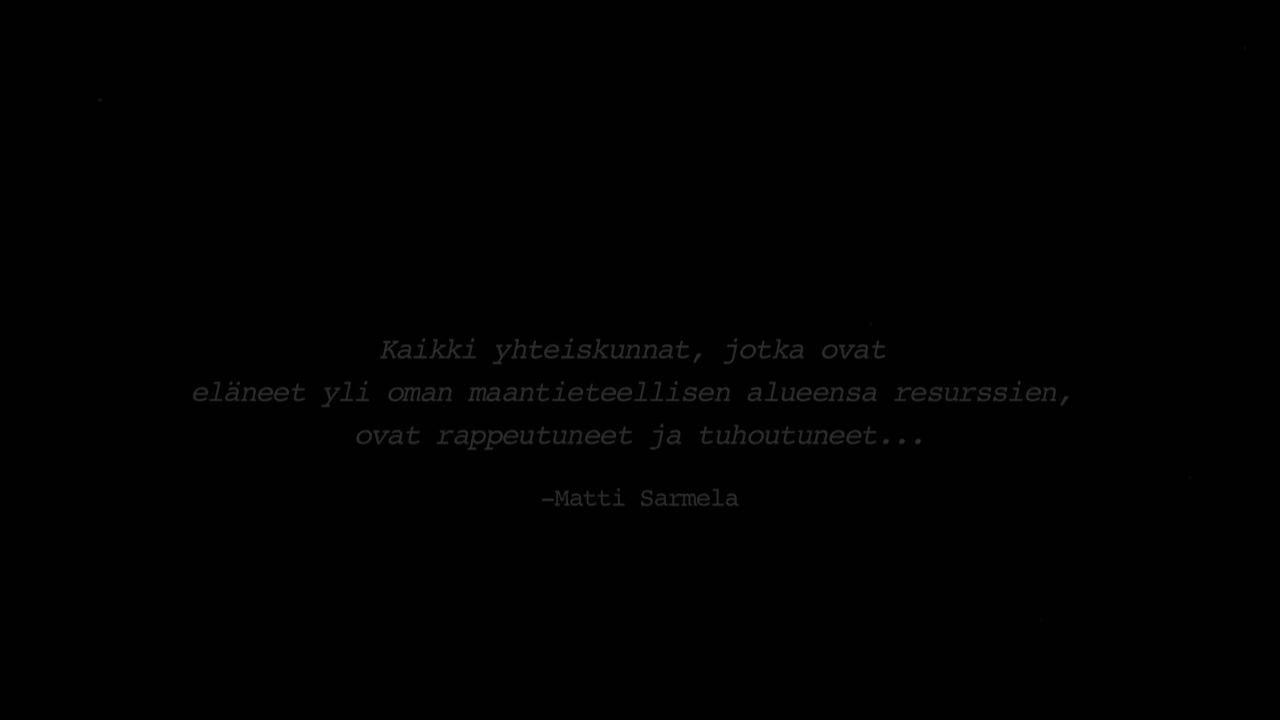 Kaikki yhteiskunnat, jotka ovat
eläneet yli oman maantieteellisen alueensa resurssien,
ovat rappeutuneet ja tuhoutuneet...
–Matti Sarmela